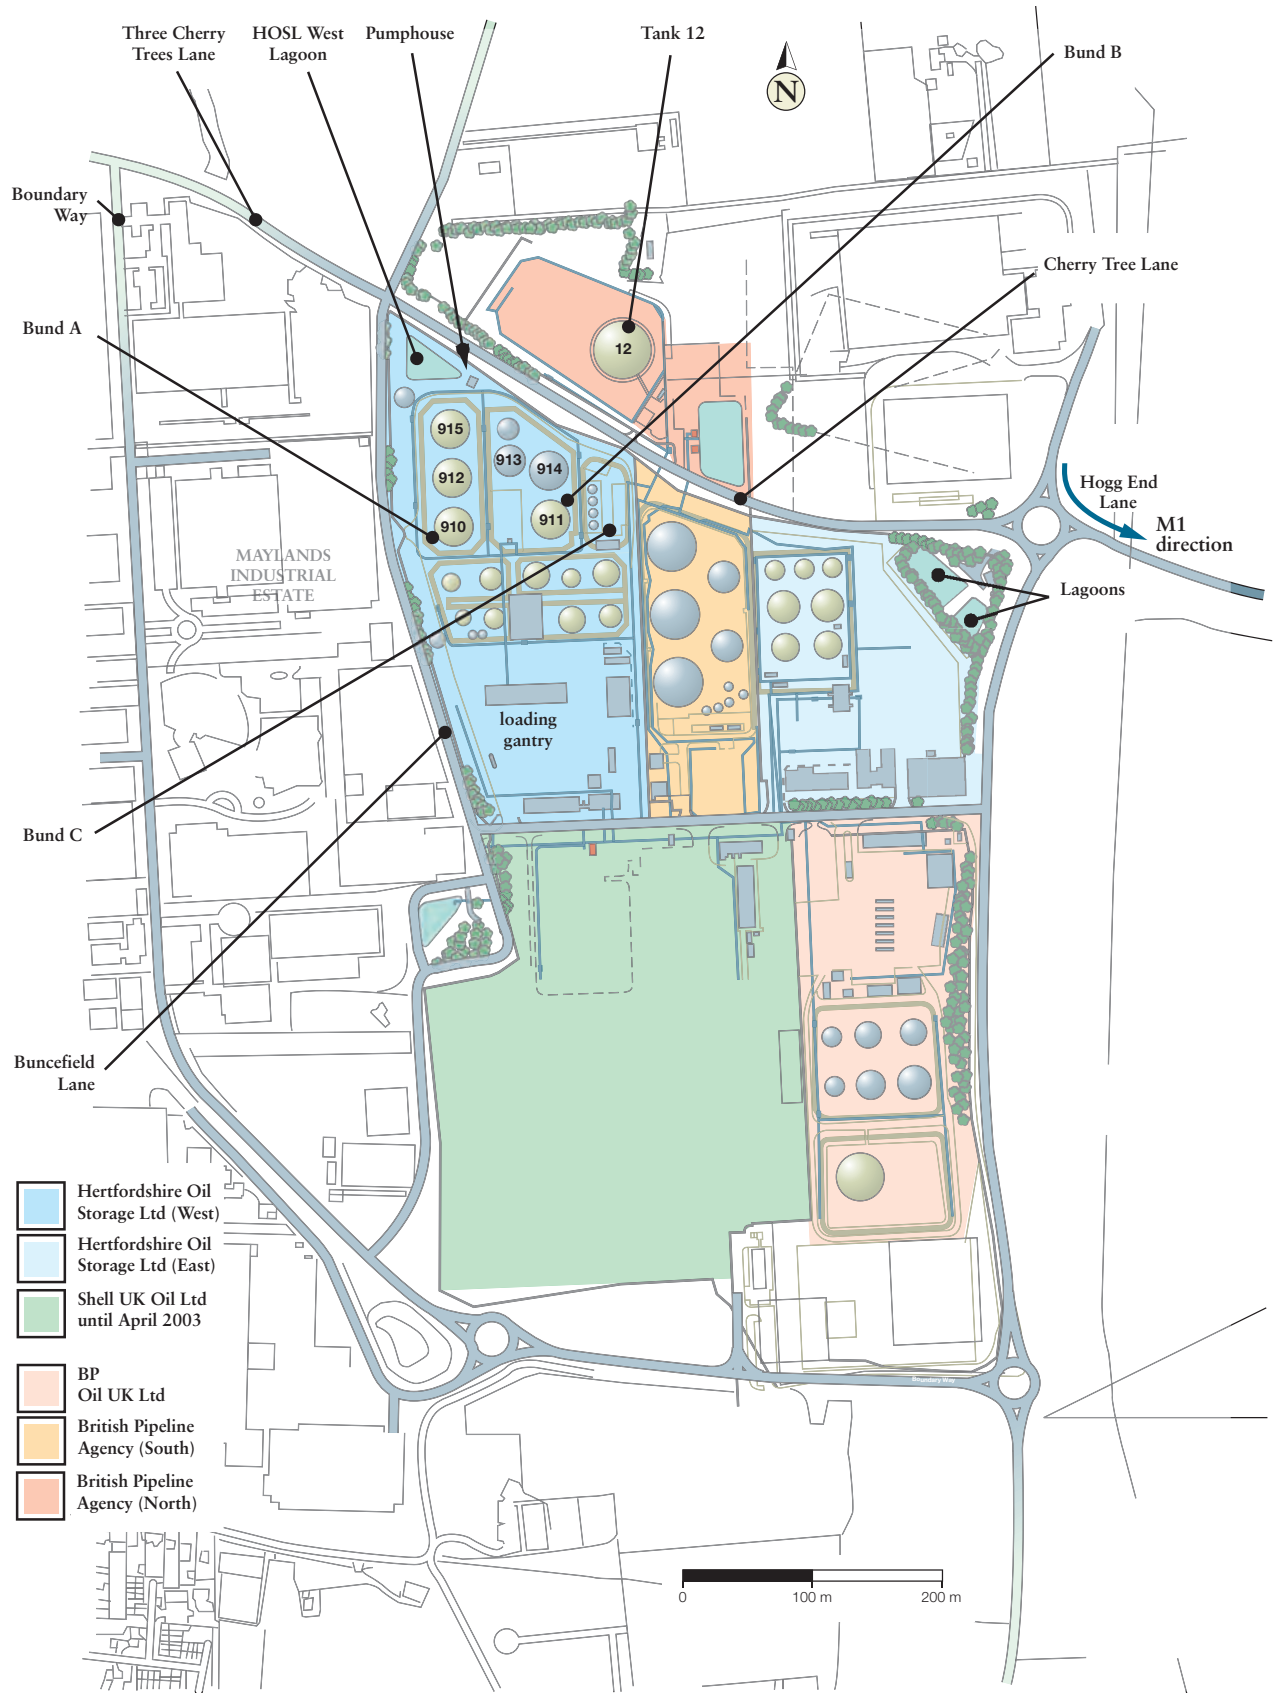 Three Cherry
Trees Lane
HOSL West
Lagoon
Pumphouse
Tank 12
Bund B
N
Boundary
Way
Cherry Tree Lane
Bund A
12
915
913
914
912
910
911
Hogg End
Lane
M1
direction
MAYLANDS
INDUSTRIAL
ESTATE
Lagoons
loading
gantry
Bund C
Buncefield
Lane
Hertfordshire Oil
Storage Ltd (West)
Hertfordshire Oil
Storage Ltd (East)
Shell UK Oil Ltd
until April 2003
BP
Oil UK Ltd
British Pipeline
Agency (South)
British Pipeline
Agency (North)
Boundary Way
0
100 m
200 m